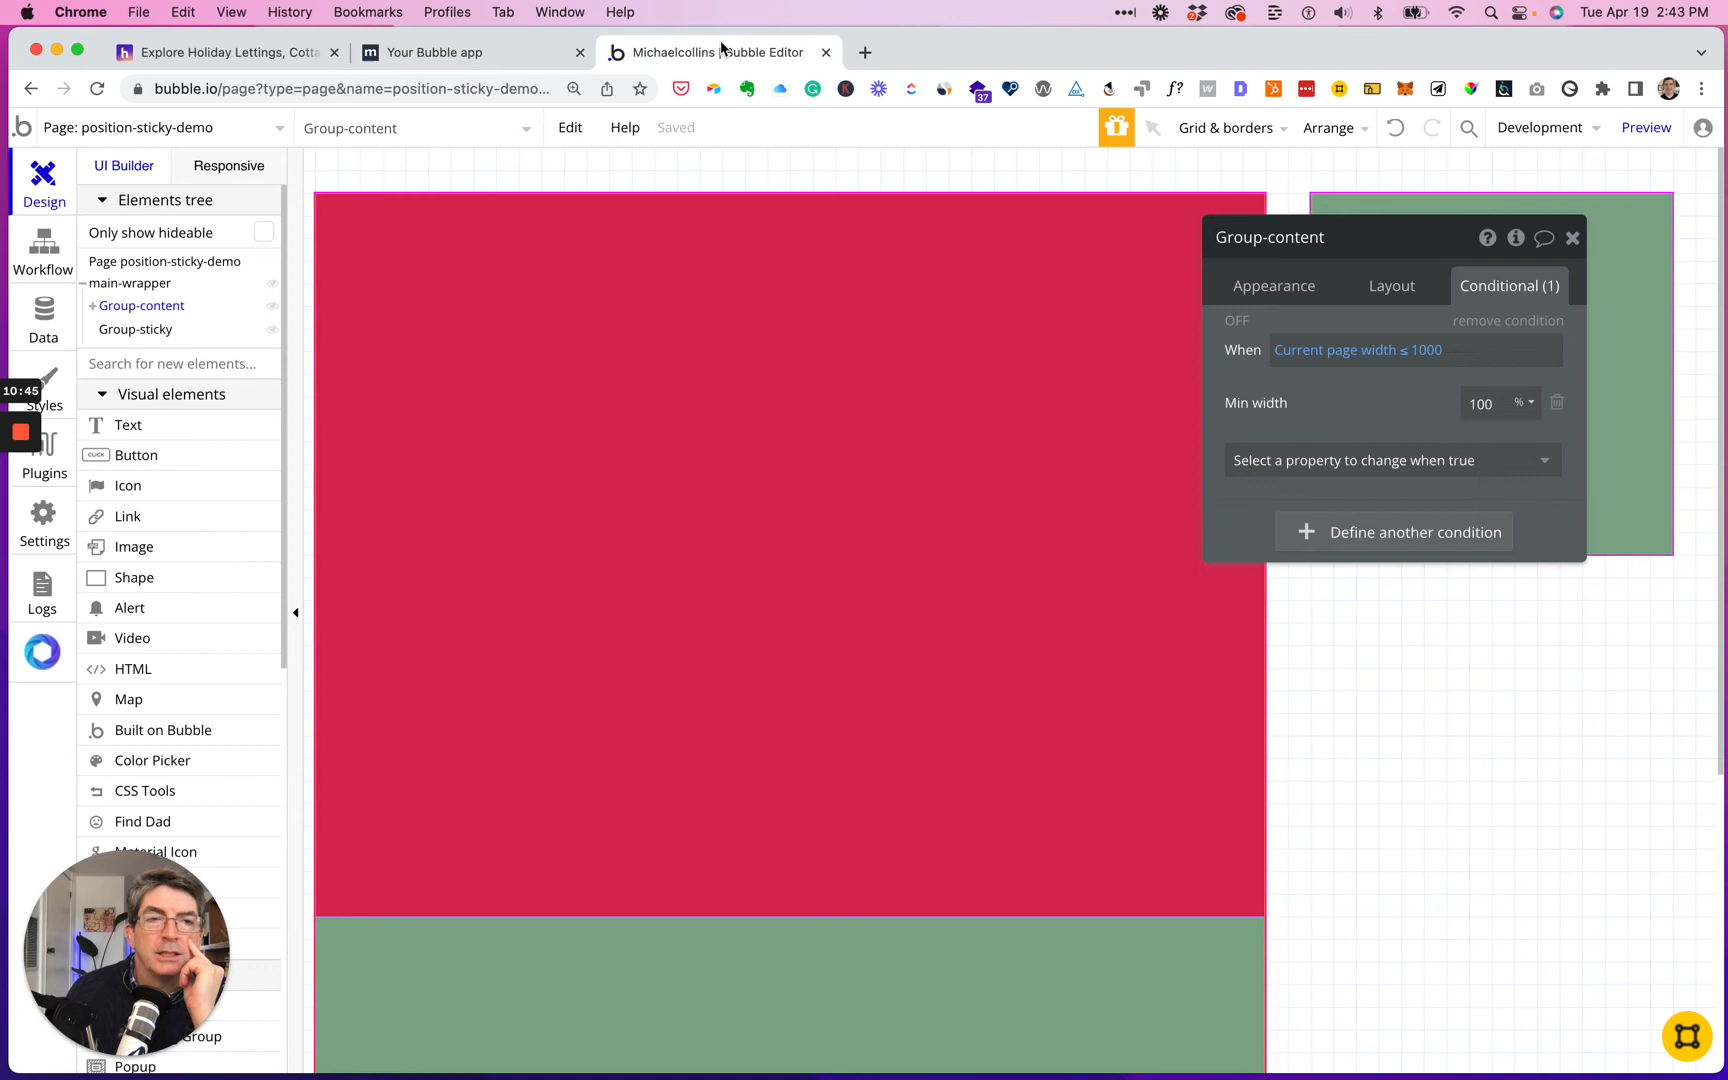 Chrome File Edit View History Bookmarks Profiles Tab Window Help Tue Apr 19 2:43 PM
Explore Holiday Lettings, Cotta Your Bubble app Michaelcollins | Bubble Editor
bubble.io/page?type=page&name=position-sticky-demo... 37
Page: position-sticky-demo Group-content Edit Help Saved Grid & borders Arrange Development Preview
UI Builder Responsive
Design
Workflow
Data
10:45
Styles
Plugins
Settings
Logs
Elements tree
Only show hideable
Page position-sticky-demo
main-wrapper
Group-content
Group-sticky
Search for new elements...
Visual elements
Text
CLICK Button
Icon
Link
Image
Shape
Alert
Video
HTML
Map
Built on Bubble
Color Picker
CSS Tools
Find Dad
Material Icon
Group
Popup
Group-content
Appearance Layout Conditional (1)
OFF remove condition
When Current page width ≤ 1000
Min width 100 %
Select a property to change when true
Define another condition